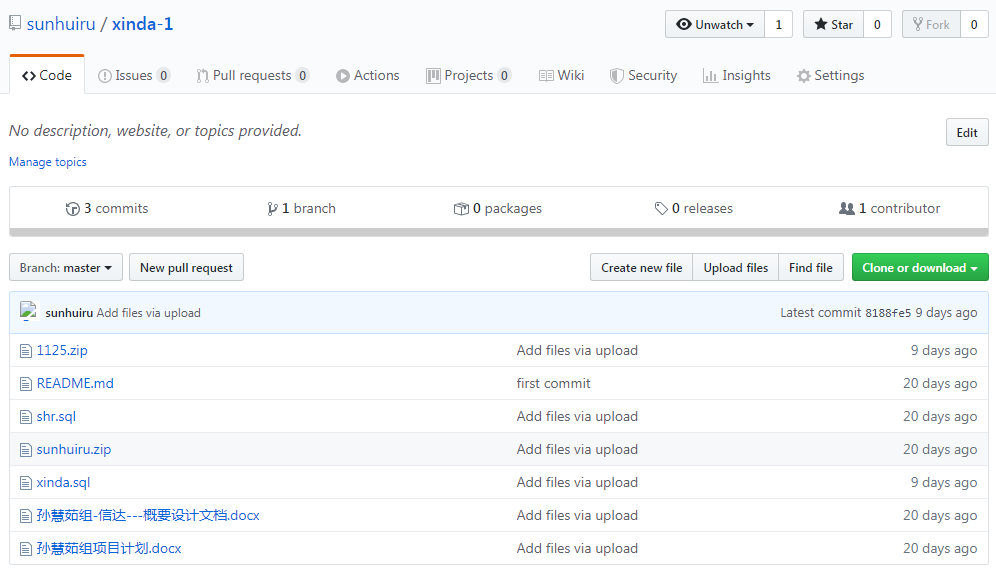 sunhuiru / xinda-1 Unwatch 1 Star 0 Fork 0
Code Issues 0 Pull requests 0 Actions Projects 0 Wiki Security Insights Settings
No description, website, or topics provided. Edit
Manage topics
3 commits 1 branch 0 packages 0 releases 1 contributor
Branch: master New pull request Create new file Upload files Find file Clone or download
sunhuiru Add files via upload Latest commit 8188fe5 9 days ago
1125.zip Add files via upload 9 days ago
README.md first commit 20 days ago
shr.sql Add files via upload 20 days ago
sunhuiru.zip Add files via upload 20 days ago
xinda.sql Add files via upload 9 days ago
孙慧茹组-信达---概要设计文档.docx Add files via upload 20 days ago
孙慧茹组项目计划.docx Add files via upload 20 days ago